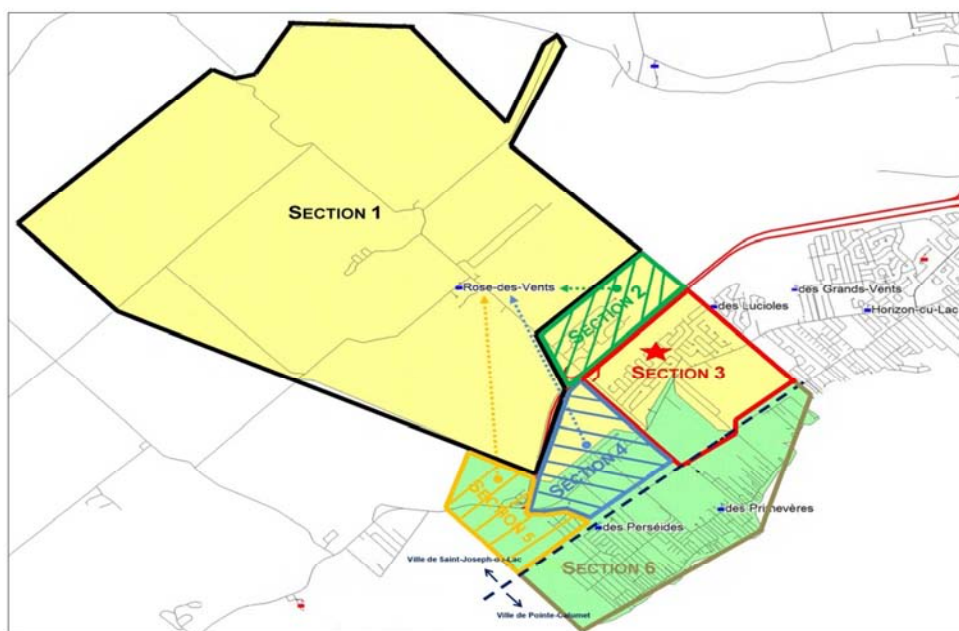 SECTION 1
Rose-des-Vents
SECTION 2
des Grands-Vents
des Lucioles
Horizon-cu-Lac
SECTION 3
SECTION 4
SECTION 5
des Primevères
des Perséides
Ville de Saint-Joseph-du-Lac
SECTION 6
Ville de Pointe-Calumet